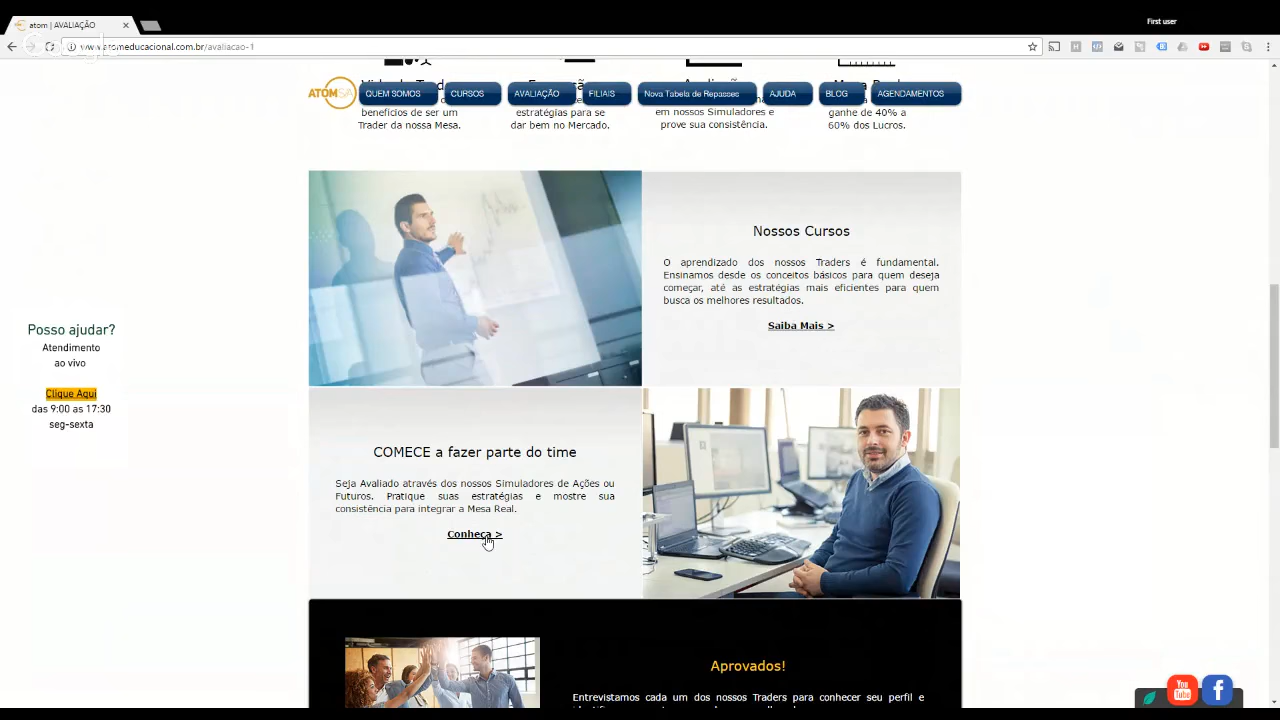 First user
atom | AVALIAÇÃO
www.atomeducacional.com.br/avaliacao-1
ATOM S/A
QUEM SOMOS
CURSOS
AVALIAÇÃO
FILIAIS
Nova Tabela de Repasses
AJUDA
BLOG
AGENDAMENTOS
benefícios de ser um
Trader da nossa Mesa.
estratégias para se
dar bem no Mercado.
em nossos Simuladores e
prove sua consistência.
ganhe de 40% a
60% dos Lucros.
Nossos Cursos
O aprendizado dos nossos Traders é fundamental.
Ensinamos desde os conceitos básicos para quem deseja
começar, até as estratégias mais eficientes para quem
busca os melhores resultados.
Saiba Mais >
Posso ajudar?
Atendimento
ao vivo
Clique Aqui
das 9:00 as 17:30
seg-sexta
COMECE a fazer parte do time
Seja Avaliado através dos nossos Simuladores de Ações ou
Futuros. Pratique suas estratégias e mostre sua
consistência para integrar a Mesa Real.
Conheça >
Aprovados!
Entrevistamos cada um dos nossos Traders para conhecer seu perfil e
You Tube